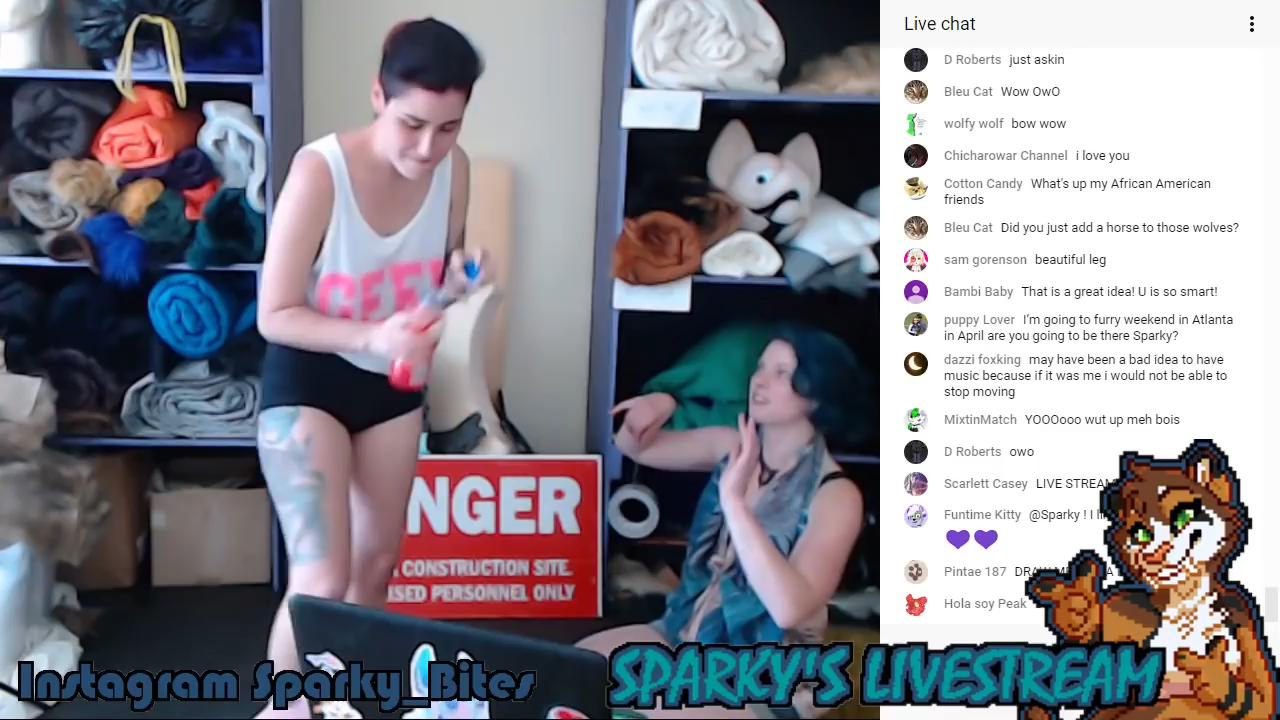 Live chat
D Roberts just askin
Bleu Cat Wow OwO
wolfy wolf bow wow
Chicharowar Channel i love you
Cotton Candy What's up my African American
friends
Bleu Cat Did you just add a horse to those wolves?
sam gorenson beautiful leg
Bambi Baby That is a great idea! U is so smart!
puppy Lover I'm going to furry weekend in Atlanta
in April are you going to be there Sparky?
dazzi foxking may have been a bad idea to have
music because if it was me i would not be able to
stop moving
MixtinMatch YOOOooo wut up meh bois
D Roberts owo
Scarlett Casey LIVE STREAM
Funtime Kitty @Sparky ! I
Pintae 187
Hola soy Peak
GEE
NGER
CONSTRUCTION SITE.
ISED PERSONNEL ONLY
Instagram Sparky_Bites
SPARKY'S LIVESTREAM